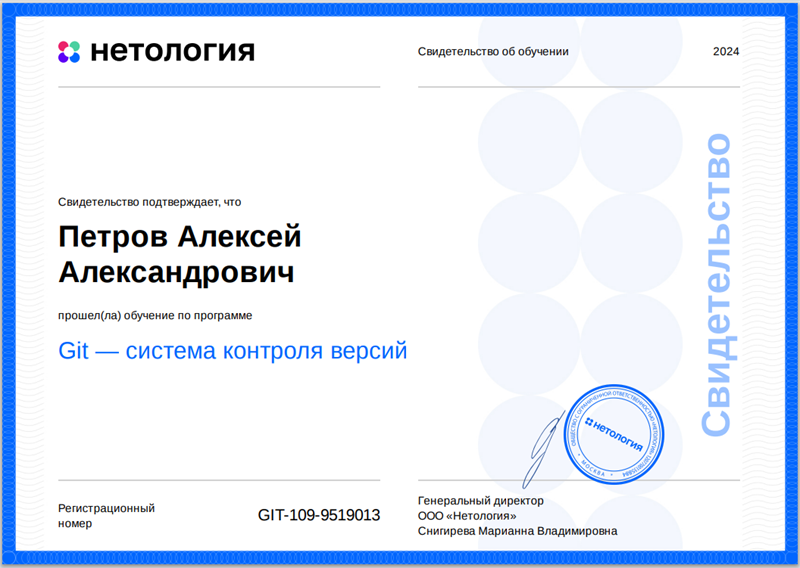 нетология
Свидетельство об обучении
2024
Свидетельство подтверждает, что
Петров Алексей
Александрович
прошел(ла) обучение по программе
Git — система контроля версий
Свидетельство
ОБЩЕСТВО С ОГРАНИЧЕННОЙ ОТВЕТСТВЕННОСТЬЮ «НЕТОЛОГИЯ»
нетология
МОСКВА
Регистрационный
номер
GIT-109-9519013
Генеральный директор
ООО «Нетология»
Снигирева Марианна Владимировна